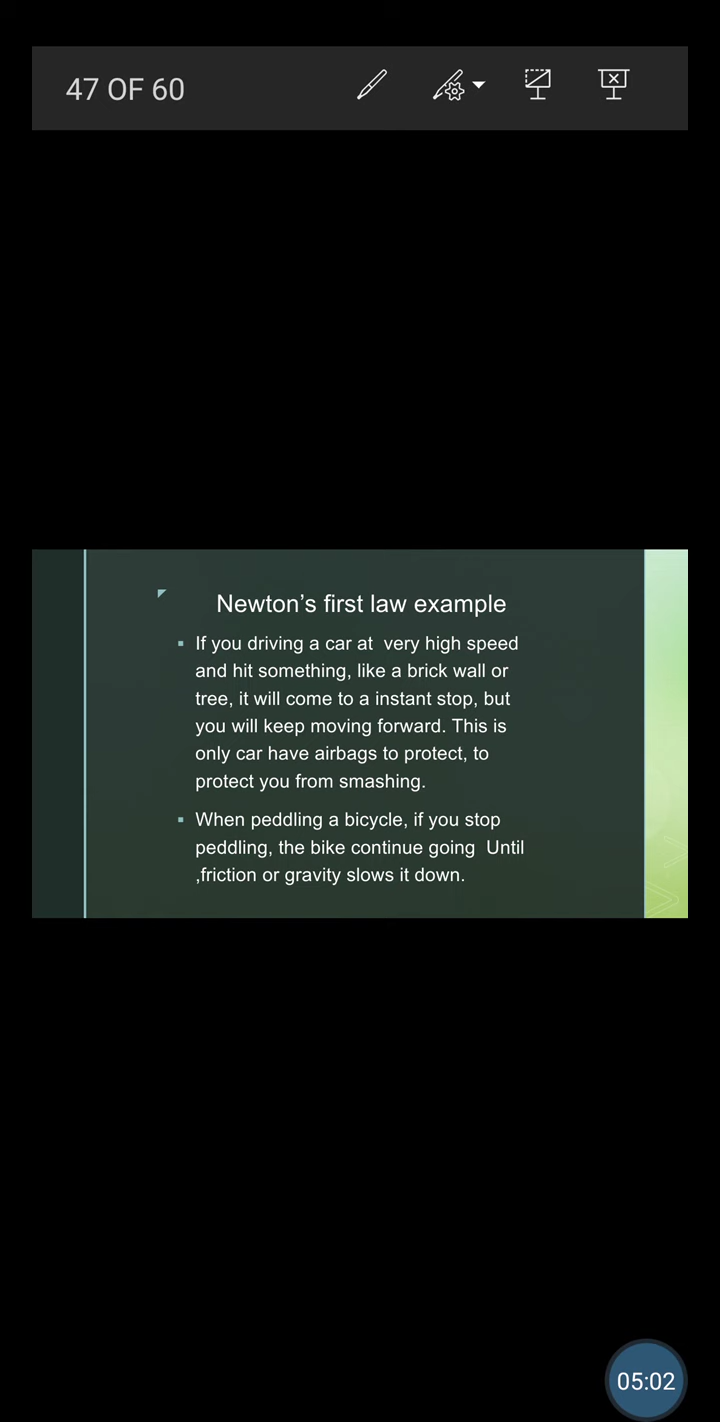 47 OF 60
Newton’s first law example
▪ If you driving a car at  very high speed
and hit something, like a brick wall or
tree, it will come to a instant stop, but
you will keep moving forward. This is
only car have airbags to protect, to
protect you from smashing.
▪ When peddling a bicycle, if you stop
peddling, the bike continue going  Until
,friction or gravity slows it down.
05:02